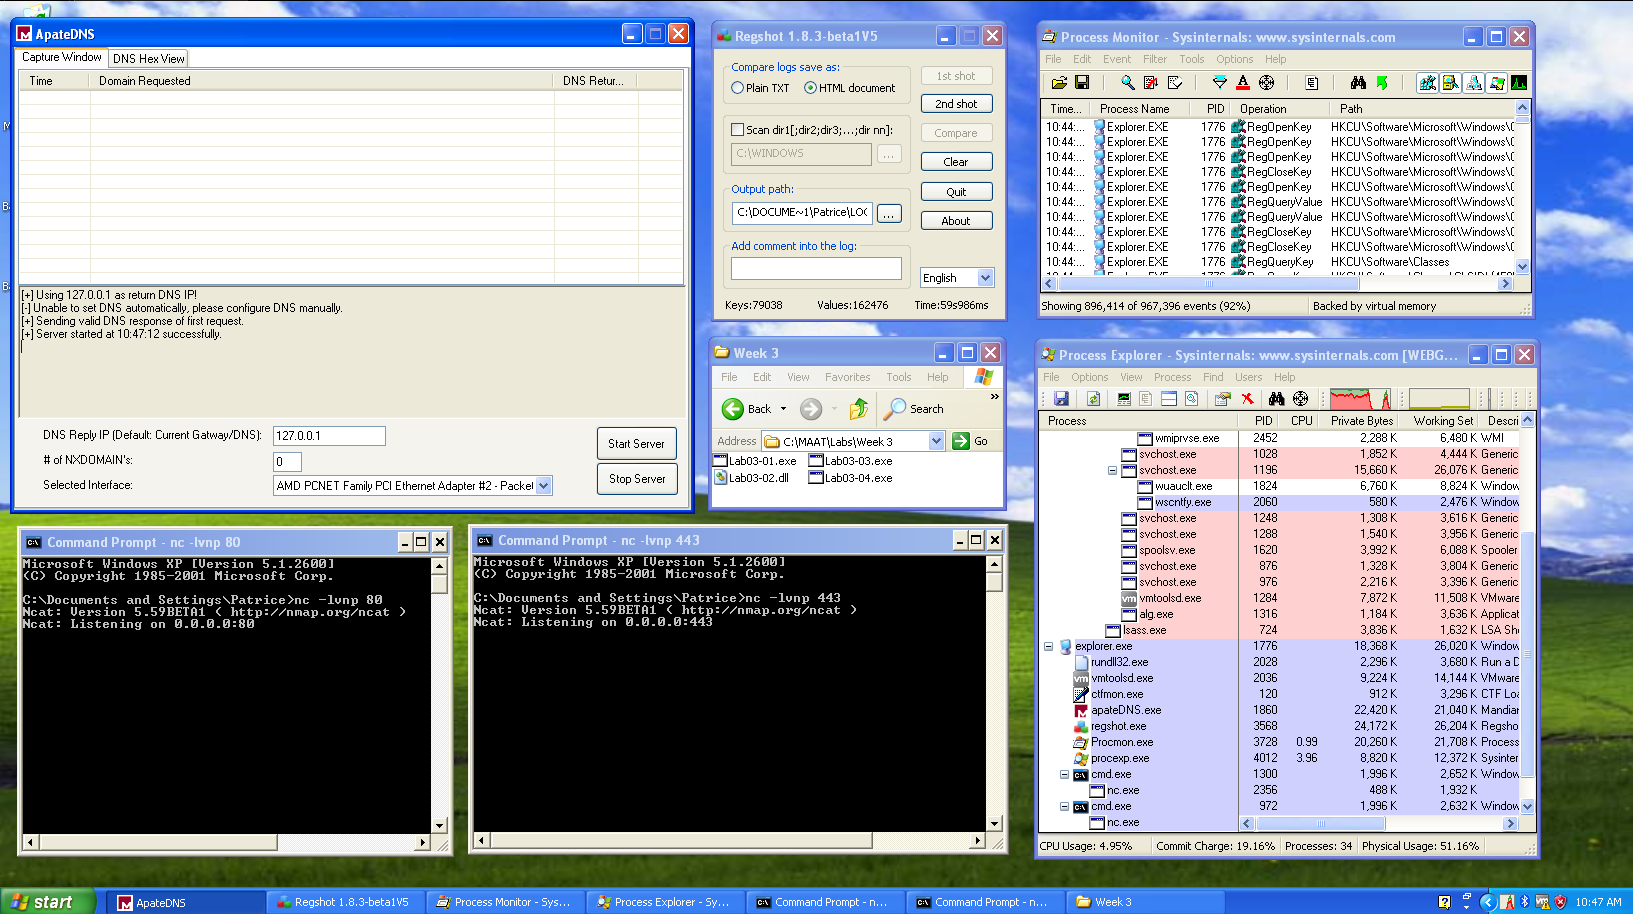 ApateDNS
Capture Window DNS Hex View
Time Domain Requested DNS Retur...
[+] Using 127.0.0.1 as return DNS IP!
[-] Unable to set DNS automatically, please configure DNS manually.
[+] Sending valid DNS response of first request.
[+] Server started at 10:47:12 successfully.
DNS Reply IP (Default: Current Gatway/DNS): 127.0.0.1 Start Server
# of NXDOMAIN's: 0
Selected Interface: AMD PCNET Family PCI Ethernet Adapter #2 - Packet Stop Server
Regshot 1.8.3-beta1V5
Compare logs save as: 1st shot
Plain TXT HTML document
2nd shot
Scan dir1[;dir2;dir3;...;dir nn]: Compare
C:\WINDOWS ...
Clear
Output path: Quit
C:\DOCUME~1\Patrice\LOC ...
About
Add comment into the log:
English
Keys:79038 Values:162476 Time:59s986ms
Process Monitor - Sysinternals: www.sysinternals.com
File Edit Event Filter Tools Options Help
Time... Process Name PID Operation Path
10:44:... Explorer.EXE 1776 RegOpenKey HKCU\Software\Microsoft\Windows\C
10:44:... Explorer.EXE 1776 RegOpenKey HKCU\Software\Microsoft\Windows\C
10:44:... Explorer.EXE 1776 RegOpenKey HKCU\Software\Microsoft\Windows\C
10:44:... Explorer.EXE 1776 RegCloseKey HKCU\Software\Microsoft\Windows\C
10:44:... Explorer.EXE 1776 RegOpenKey HKCU\Software\Microsoft\Windows\C
10:44:... Explorer.EXE 1776 RegQueryValue HKCU\Software\Microsoft\Windows\C
10:44:... Explorer.EXE 1776 RegQueryValue HKCU\Software\Microsoft\Windows\C
10:44:... Explorer.EXE 1776 RegCloseKey HKCU\Software\Microsoft\Windows\C
10:44:... Explorer.EXE 1776 RegCloseKey HKCU\Software\Microsoft\Windows\C
10:44:... Explorer.EXE 1776 RegQueryKey HKCU\Software\Classes
Showing 896,414 of 967,396 events (92%) Backed by virtual memory
Week 3
File Edit View Favorites Tools Help
Back Search »
Address C:\MAAT\Labs\Week 3 Go
Lab03-01.exe Lab03-03.exe
Lab03-02.dll Lab03-04.exe
Process Explorer - Sysinternals: www.sysinternals.com [WEBG...
File Options View Process Find Users Help
Process PID CPU Private Bytes Working Set Descri
wmiprvse.exe 2452 2,288 K 6,480 K WMI
svchost.exe 1028 1,852 K 4,444 K Generic
svchost.exe 1196 15,660 K 26,076 K Generic
wuauclt.exe 1824 6,760 K 8,824 K Window
wscntfy.exe 2060 580 K 2,476 K Window
svchost.exe 1248 1,308 K 3,616 K Generic
svchost.exe 1288 1,540 K 3,956 K Generic
spoolsv.exe 1620 3,992 K 6,088 K Spooler
svchost.exe 876 1,328 K 3,804 K Generic
svchost.exe 976 2,216 K 3,396 K Generic
vmtoolsd.exe 1284 7,872 K 11,508 K VMware
alg.exe 1316 1,184 K 3,636 K Applicat
lsass.exe 724 3,836 K 1,632 K LSA She
explorer.exe 1776 18,368 K 26,020 K Window
rundll32.exe 2028 2,296 K 3,680 K Run a D
vmtoolsd.exe 2036 9,224 K 14,144 K VMware
ctfmon.exe 120 912 K 3,296 K CTF Loa
apateDNS.exe 1860 22,420 K 21,040 K Mandian
regshot.exe 3568 24,172 K 26,204 K Regsho
Procmon.exe 3728 0.99 20,260 K 21,708 K Process
procexp.exe 4012 3.96 8,820 K 12,372 K Sysinter
cmd.exe 1300 1,996 K 2,652 K Window
nc.exe 2356 488 K 1,932 K
cmd.exe 972 1,996 K 2,632 K Window
nc.exe
CPU Usage: 4.95% Commit Charge: 19.16% Processes: 34 Physical Usage: 51.16%
Command Prompt - nc -lvnp 80
Microsoft Windows XP [Version 5.1.2600]
(C) Copyright 1985-2001 Microsoft Corp.
C:\Documents and Settings\Patrice>nc -lvnp 80
Ncat: Version 5.59BETA1 ( http://nmap.org/ncat )
Ncat: Listening on 0.0.0.0:80
Command Prompt - nc -lvnp 443
Microsoft Windows XP [Version 5.1.2600]
(C) Copyright 1985-2001 Microsoft Corp.
C:\Documents and Settings\Patrice>nc -lvnp 443
Ncat: Version 5.59BETA1 ( http://nmap.org/ncat )
Ncat: Listening on 0.0.0.0:443
start ApateDNS Regshot 1.8.3-beta1V5 Process Monitor - Sys... Process Explorer - Sy... Command Prompt - n... Command Prompt - n... Week 3 10:47 AM